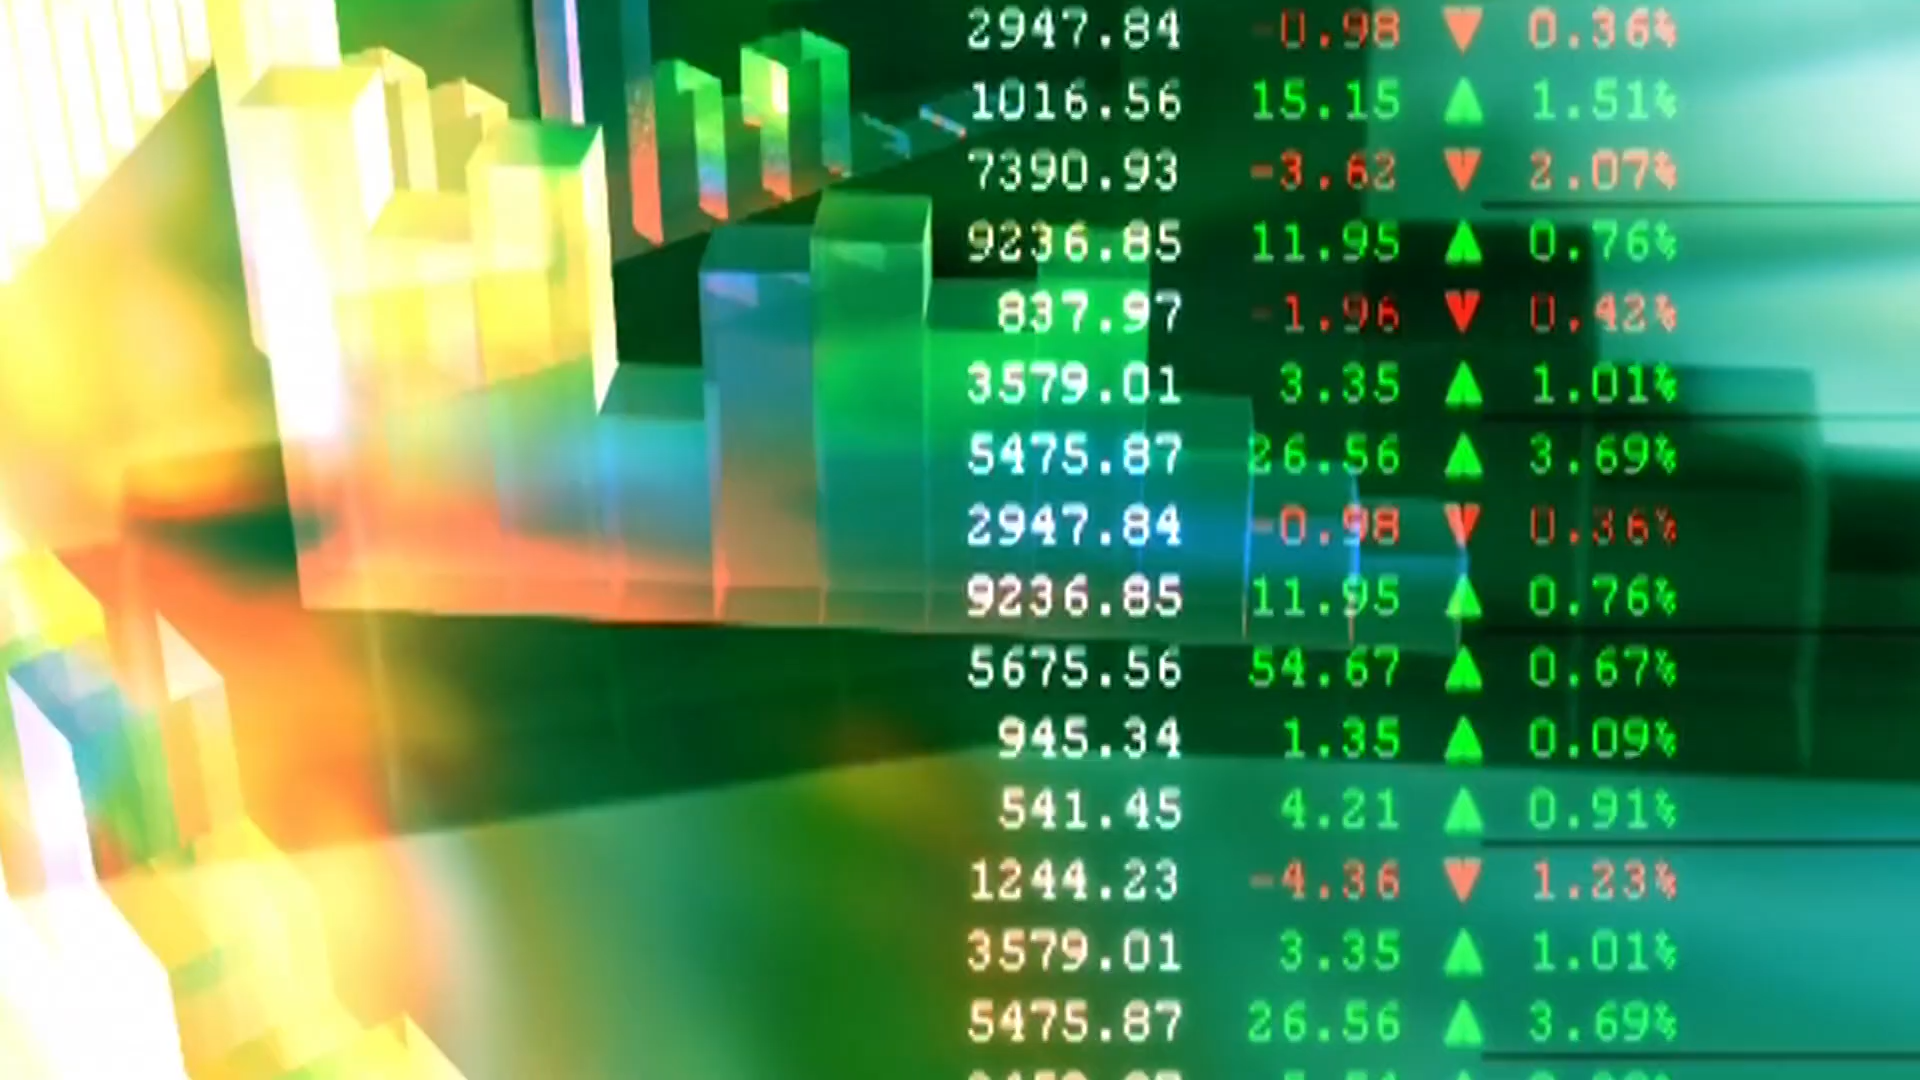 2947.84 -0.98 ▼ 0.36%
1016.56 15.15 ▲ 1.51%
7390.93 -3.62 ▼ 2.07%
9236.85 11.95 ▲ 0.76%
837.97 -1.96 ▼ 0.42%
3579.01 3.35 ▲ 1.01%
5475.87 26.56 ▲ 3.69%
2947.84 -0.98 ▼ 0.36%
9236.85 11.95 ▲ 0.76%
5675.56 54.67 ▲ 0.67%
945.34 1.35 ▲ 0.09%
541.45 4.21 ▲ 0.91%
1244.23 -4.36 ▼ 1.23%
3579.01 3.35 ▲ 1.01%
5475.87 26.56 ▲ 3.69%